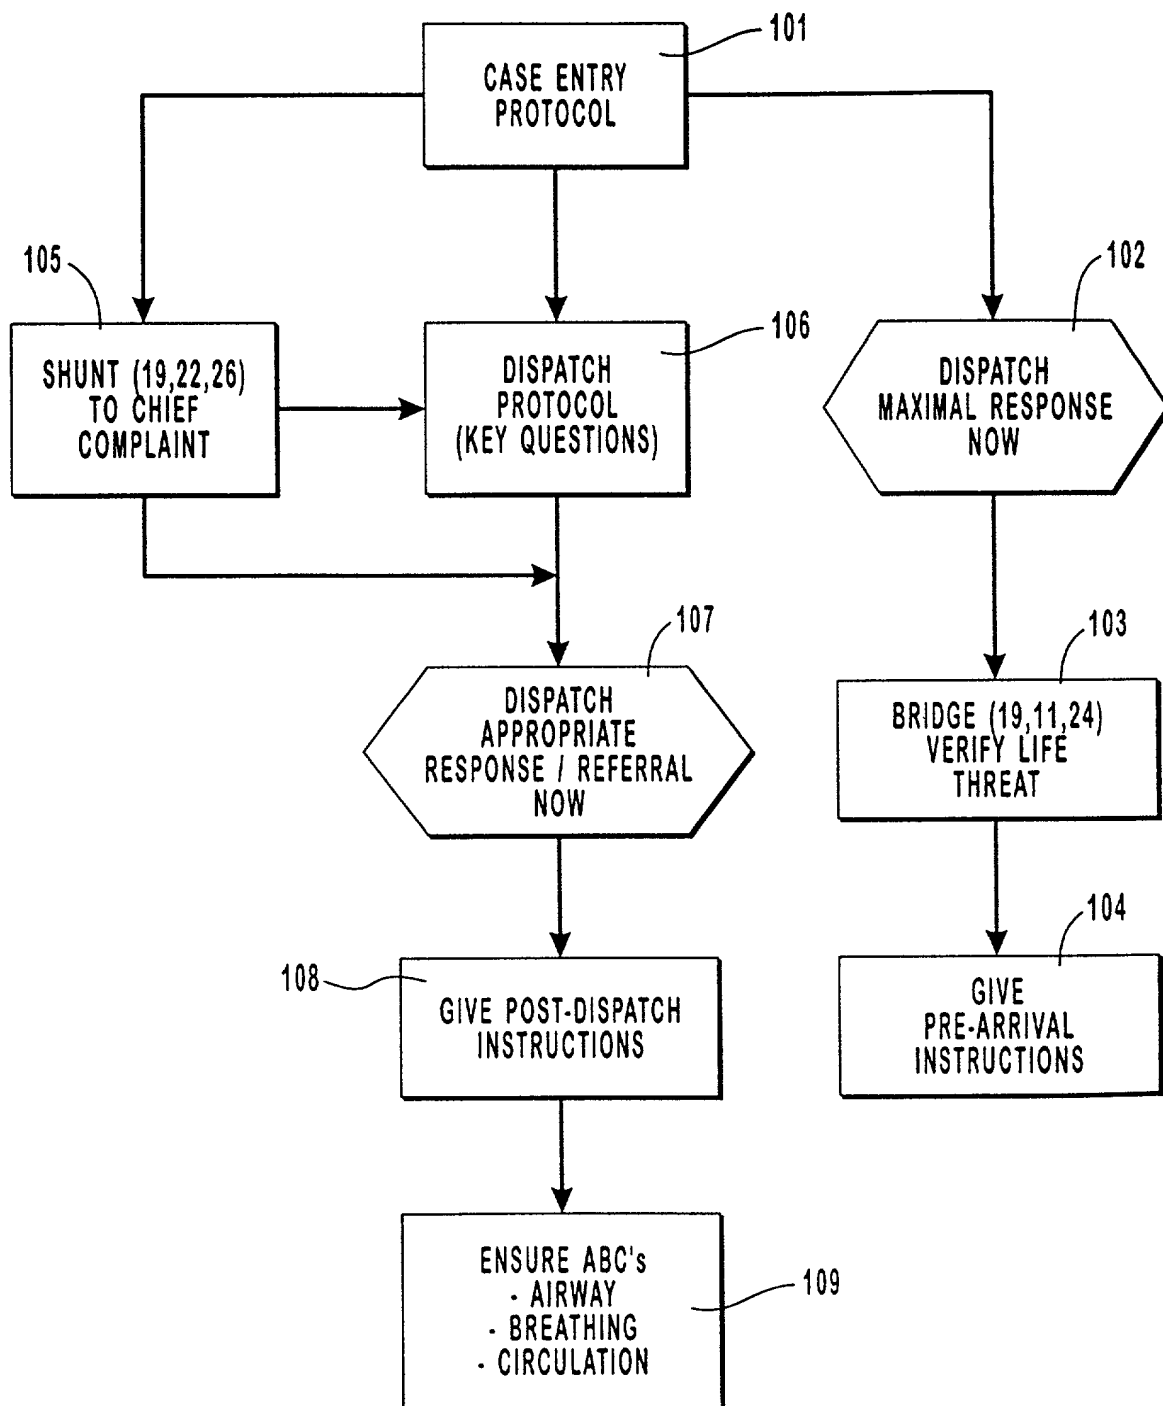 101
CASE ENTRY
PROTOCOL
105
SHUNT (19,22,26)
TO CHIEF
COMPLAINT
106
DISPATCH
PROTOCOL
(KEY QUESTIONS)
102
DISPATCH
MAXIMAL RESPONSE
NOW
107
DISPATCH
APPROPRIATE
RESPONSE / REFERRAL
NOW
103
BRIDGE (19,11,24)
VERIFY LIFE
THREAT
108
GIVE POST-DISPATCH
INSTRUCTIONS
104
GIVE
PRE-ARRIVAL
INSTRUCTIONS
109
ENSURE ABC's
- AIRWAY
- BREATHING
- CIRCULATION